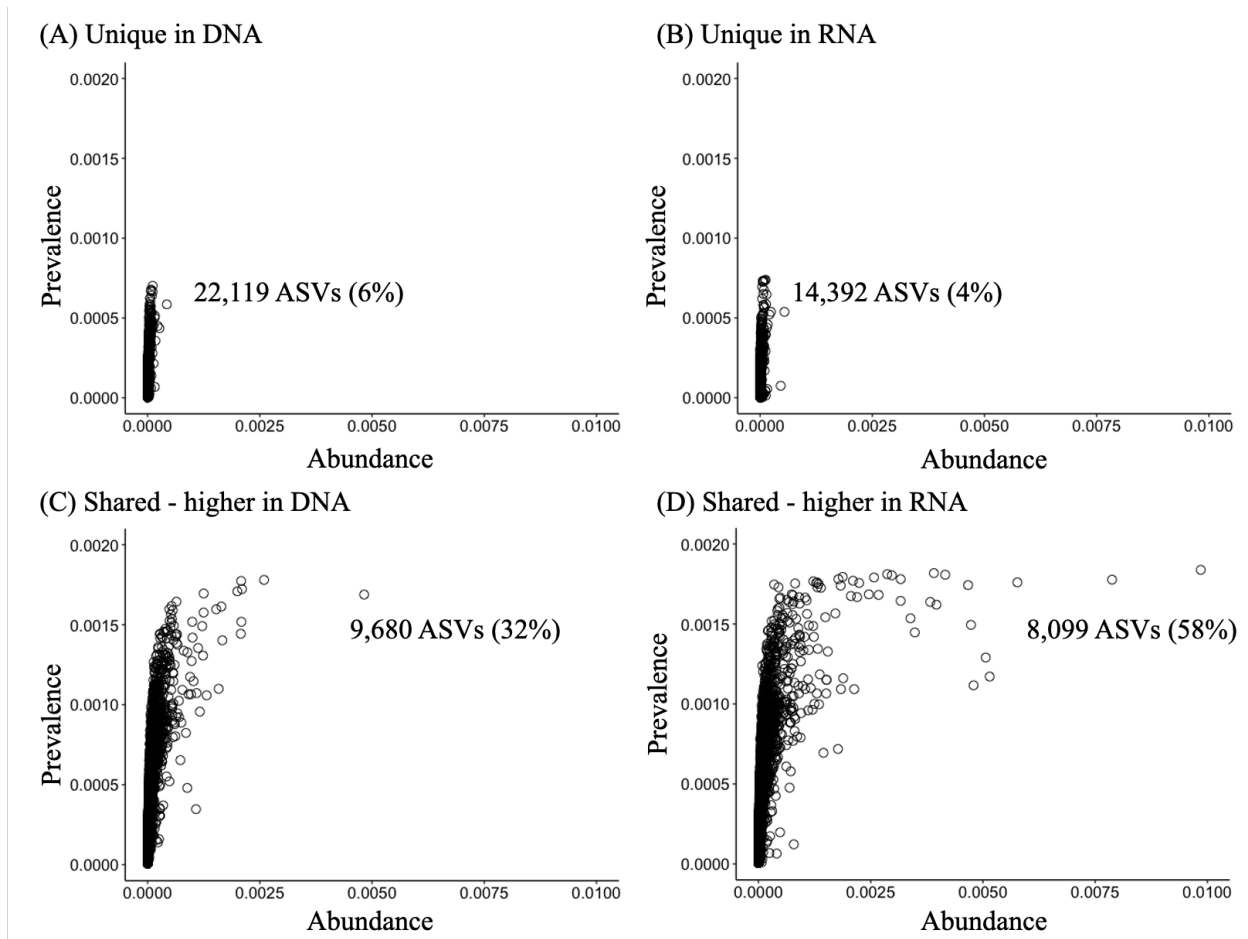 (A) Unique in DNA
0.0020
0.0015
0.0010
0.0005
0.0000
Prevalence
22,119 ASVs (6%)
0.0000 0.0025 0.0050 0.0075 0.0100
Abundance
(B) Unique in RNA
0.0020
0.0015
0.0010
0.0005
0.0000
Prevalence
14,392 ASVs (4%)
0.0000 0.0025 0.0050 0.0075 0.0100
Abundance
(C) Shared - higher in DNA
0.0020
0.0015
0.0010
0.0005
0.0000
Prevalence
9,680 ASVs (32%)
0.0000 0.0025 0.0050 0.0075 0.0100
Abundance
(D) Shared - higher in RNA
0.0020
0.0015
0.0010
0.0005
0.0000
Prevalence
8,099 ASVs (58%)
0.0000 0.0025 0.0050 0.0075 0.0100
Abundance